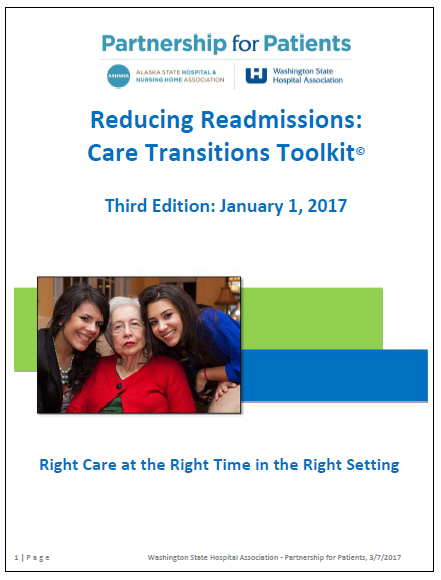 Partnership for Patients
ASHNHA
ALASKA STATE HOSPITAL &
NURSING HOME ASSOCIATION
Washington State
Hospital Association
Reducing Readmissions:
Care Transitions Toolkit©
Third Edition: January 1, 2017
Right Care at the Right Time in the Right Setting
1 | P a g e
Washington State Hospital Association - Partnership for Patients, 3/7/2017